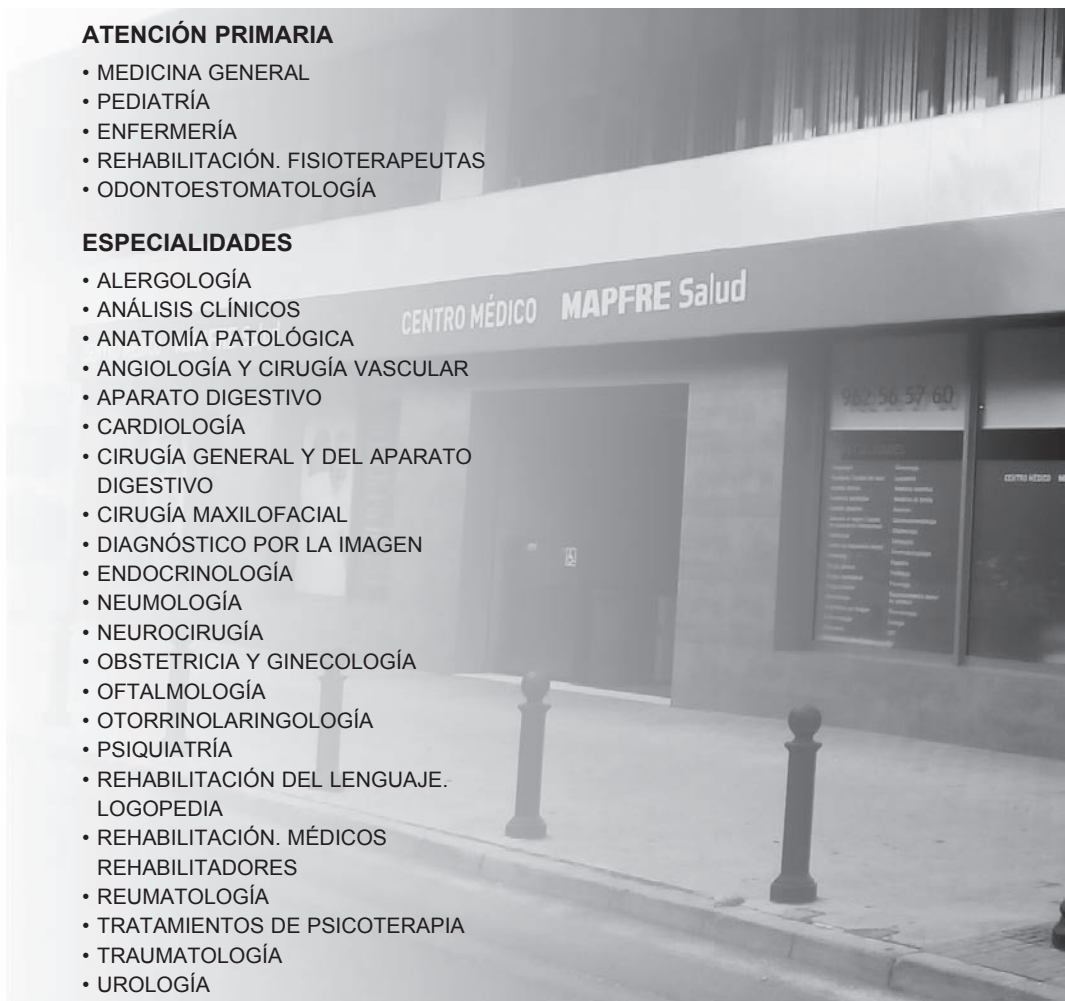 ATENCIÓN PRIMARIA
• MEDICINA GENERAL
• PEDIATRÍA
• ENFERMERÍA
• REHABILITACIÓN. FISIOTERAPEUTAS
• ODONTOESTOMATOLOGÍA
ESPECIALIDADES
• ALERGOLOGÍA
• ANÁLISIS CLÍNICOS
• ANATOMÍA PATOLÓGICA
• ANGIOLOGÍA Y CIRUGÍA VASCULAR
• APARATO DIGESTIVO
• CARDIOLOGÍA
• CIRUGÍA GENERAL Y DEL APARATO
DIGESTIVO
• CIRUGÍA MAXILOFACIAL
• DIAGNÓSTICO POR LA IMAGEN
• ENDOCRINOLOGÍA
• NEUMOLOGÍA
• NEUROCIRUGÍA
• OBSTETRICIA Y GINECOLOGÍA
• OFTALMOLOGÍA
• OTORRINOLARINGOLOGÍA
• PSIQUIATRÍA
• REHABILITACIÓN DEL LENGUAJE.
LOGOPEDIA
• REHABILITACIÓN. MÉDICOS
REHABILITADORES
• REUMATOLOGÍA
• TRATAMIENTOS DE PSICOTERAPIA
• TRAUMATOLOGÍA
• UROLOGÍA
CENTRO MÉDICO MAPFRE Salud
962 56 57 60
ESPECIALIDADES
CENTRO MÉDICO